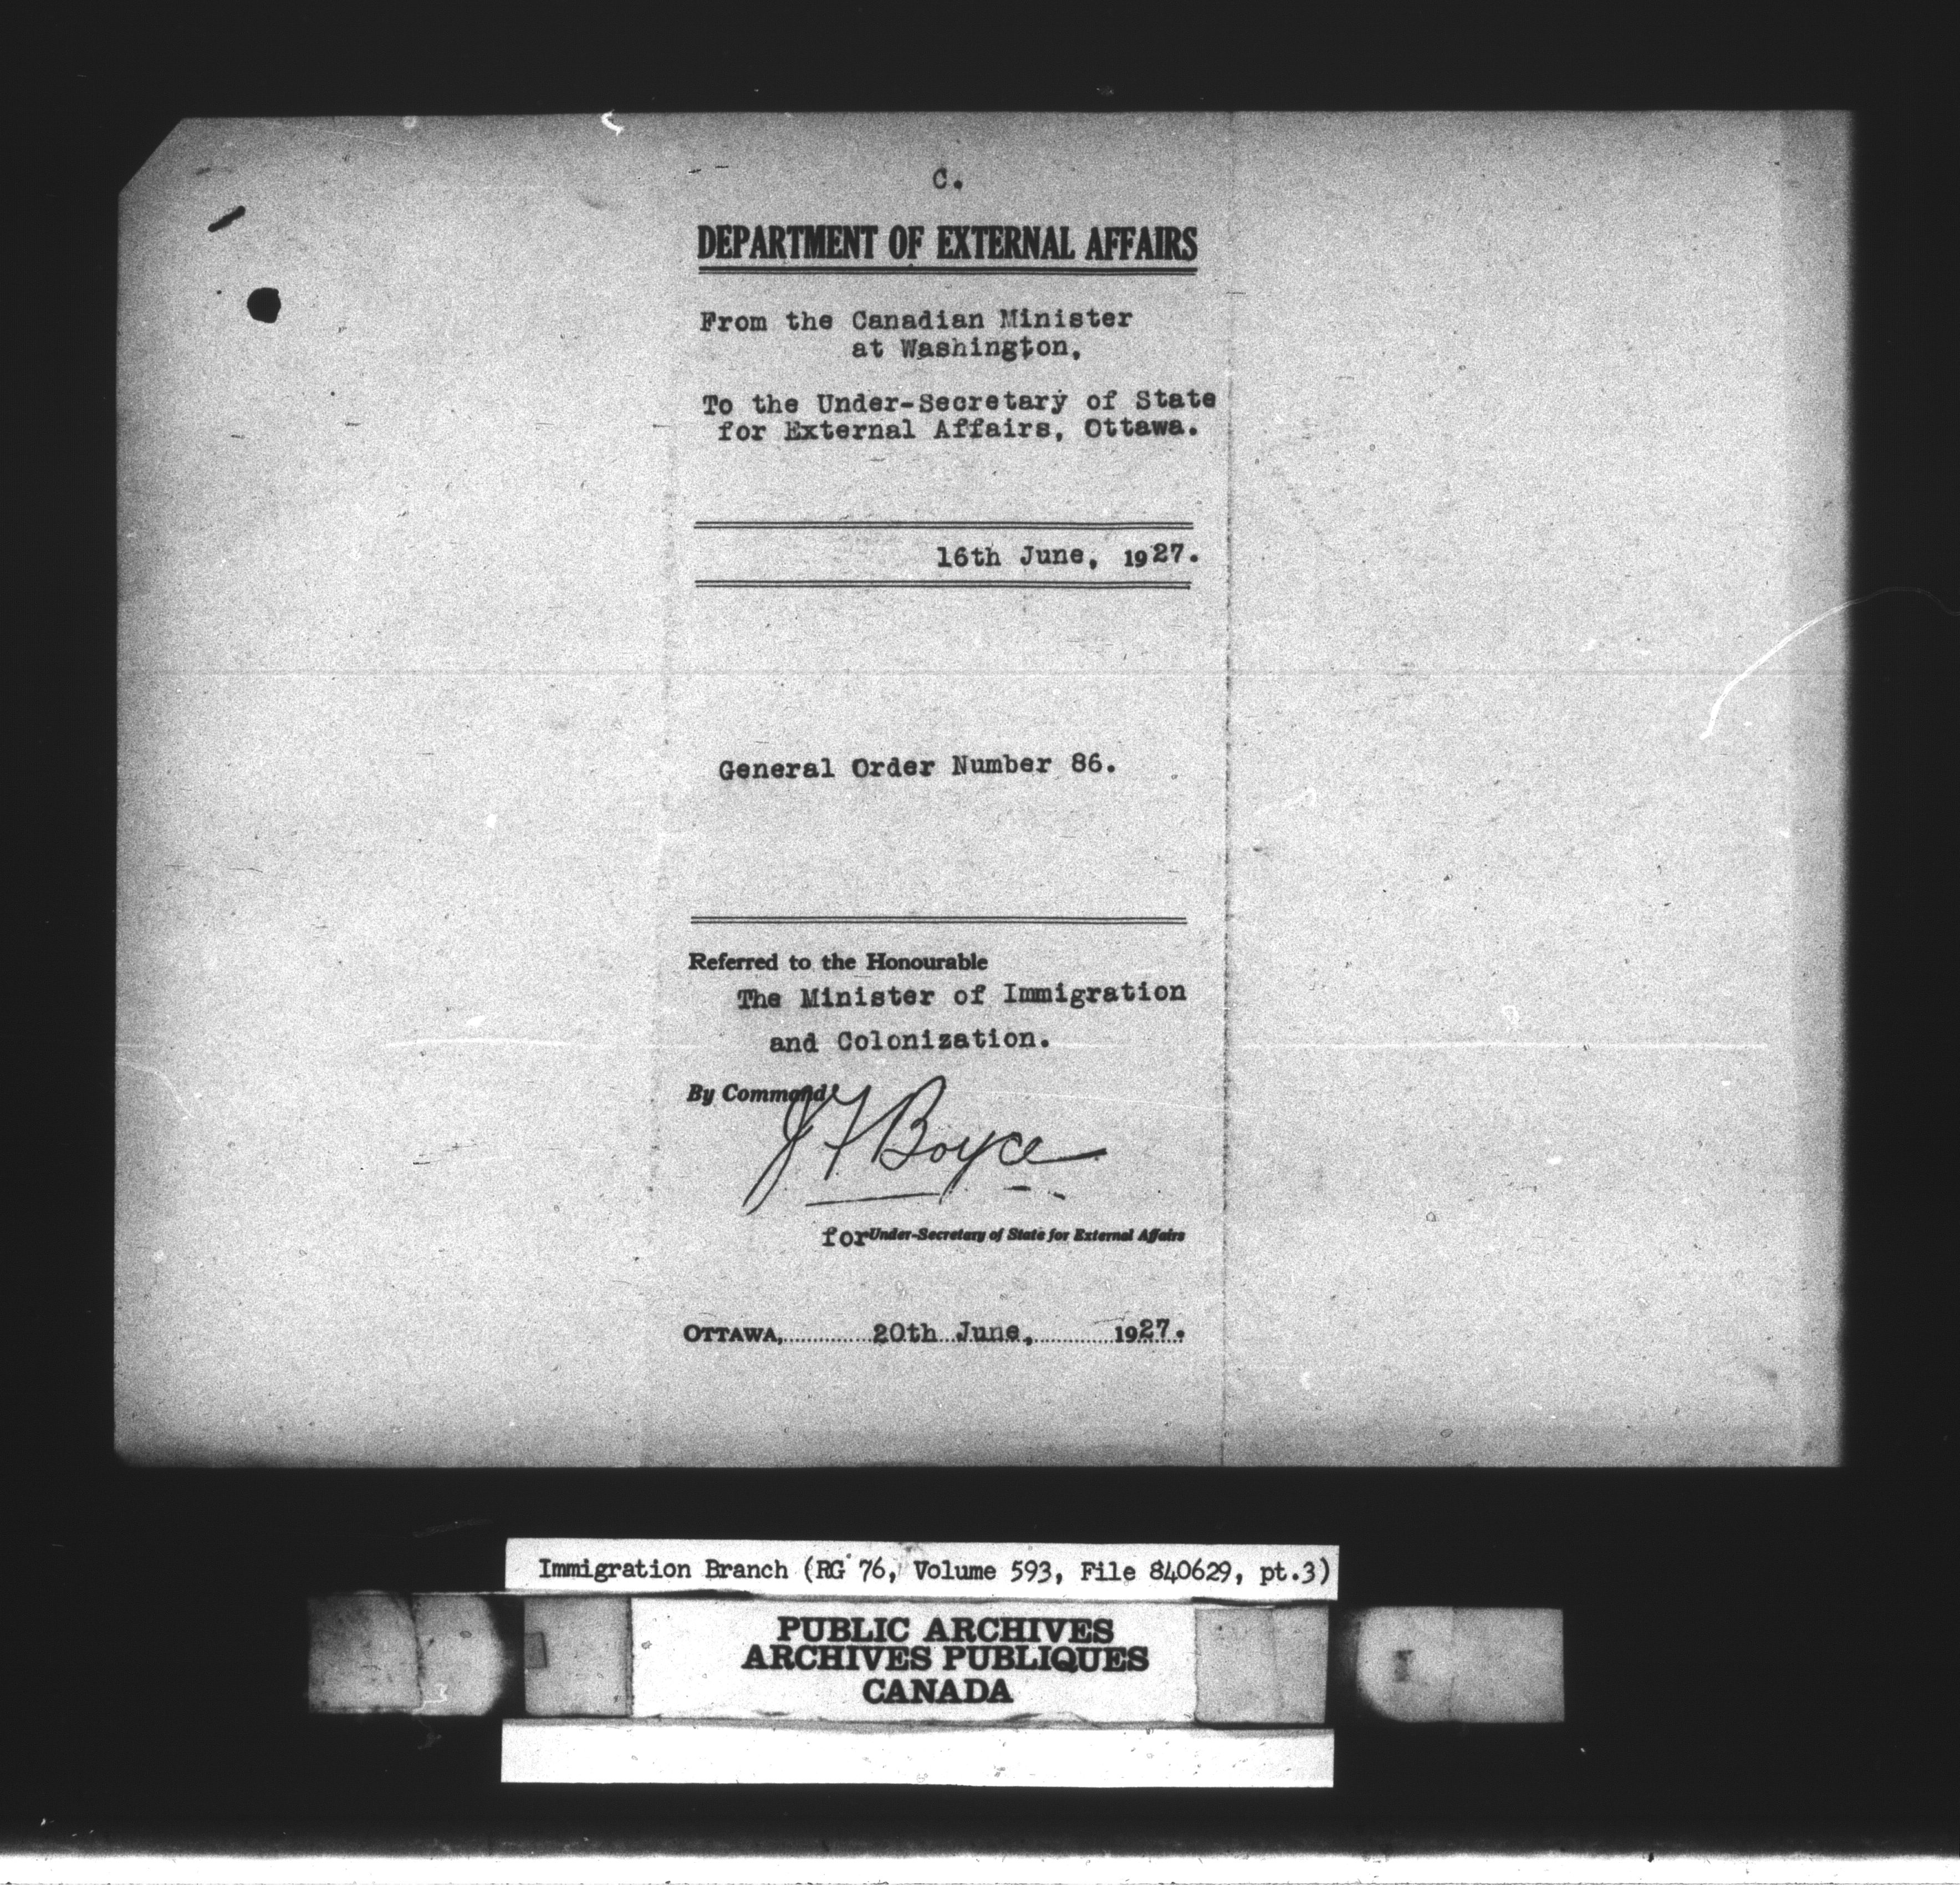 C.
DEPARTMENT OF EXTERNAL AFFAIRS
From the Canadian Minister
at Washington,
To the Under-Secretary of State
for External Affairs, Ottawa.
16th June, 1927.
General Order Number 86.
Referred to the Honourable
The Minister of Immigration
and Colonization.
By Command
J F Boyce
for Under-Secretary of State for External Affairs
OTTAWA, 20th June, 1927.
Immigration Branch (RG 76, Volume 593, File 840629, pt.3)
PUBLIC ARCHIVES
ARCHIVES PUBLIQUES
CANADA